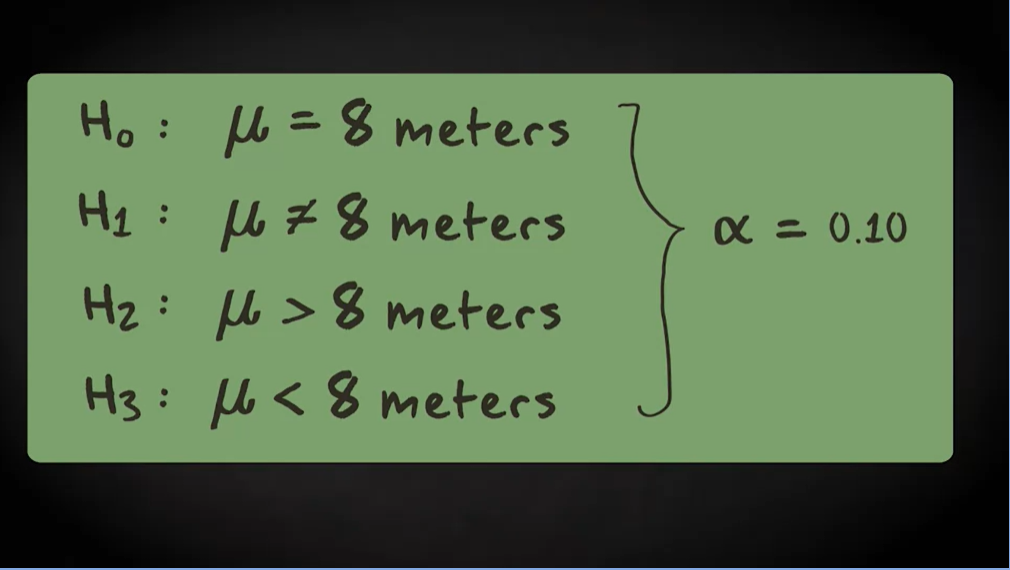 H₀ : μ = 8 meters
H₁ : μ ≠ 8 meters
H₂ : μ > 8 meters
H₃ : μ < 8 meters
α = 0.10